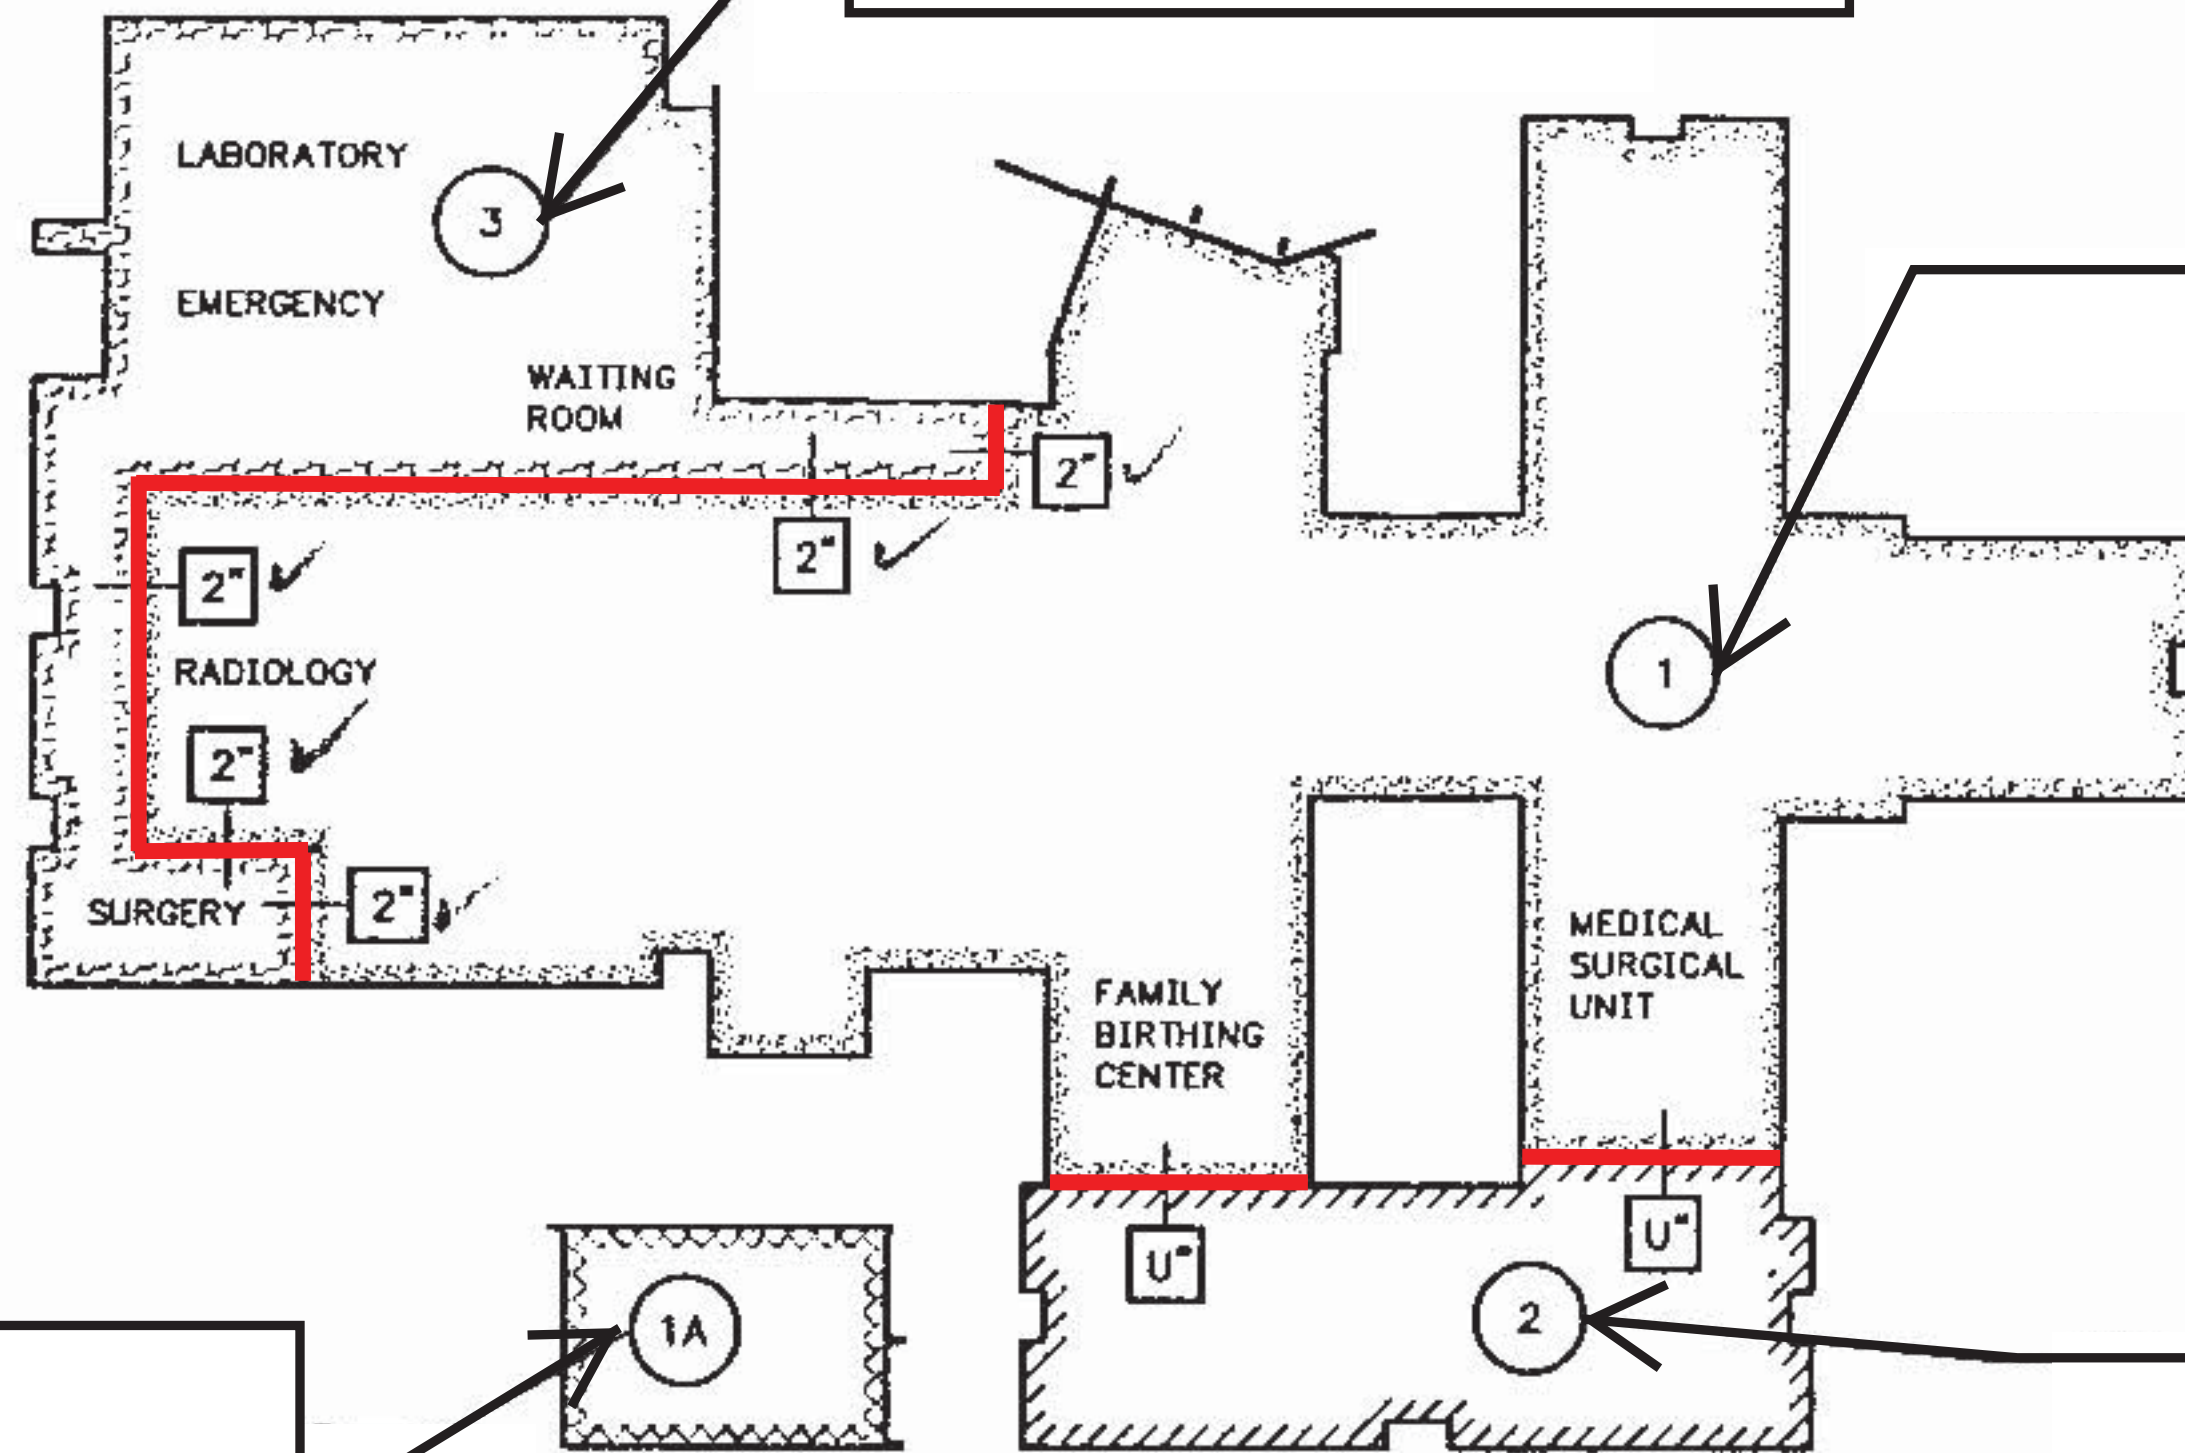 LABORATORY
3
EMERGENCY
WAITING
ROOM
2"
2"
2"
RADIOLOGY
1
2"
2"
SURGERY
MEDICAL
SURGICAL
UNIT
FAMILY
BIRTHING
CENTER
U"
U"
1A
2